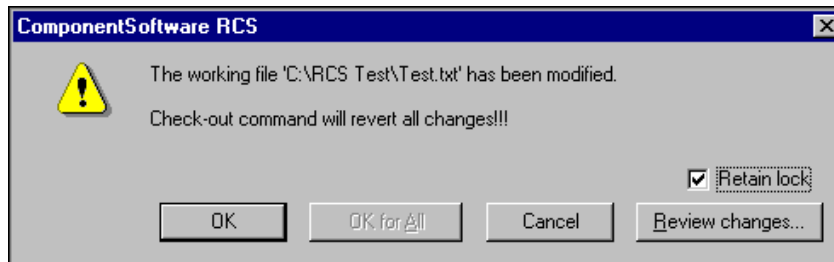 ComponentSoftware RCS
The working file 'C:\RCS Test\Test.txt' has been modified.
Check-out command will revert all changes!!!
Retain lock
OK
OK for All
Cancel
Review changes...